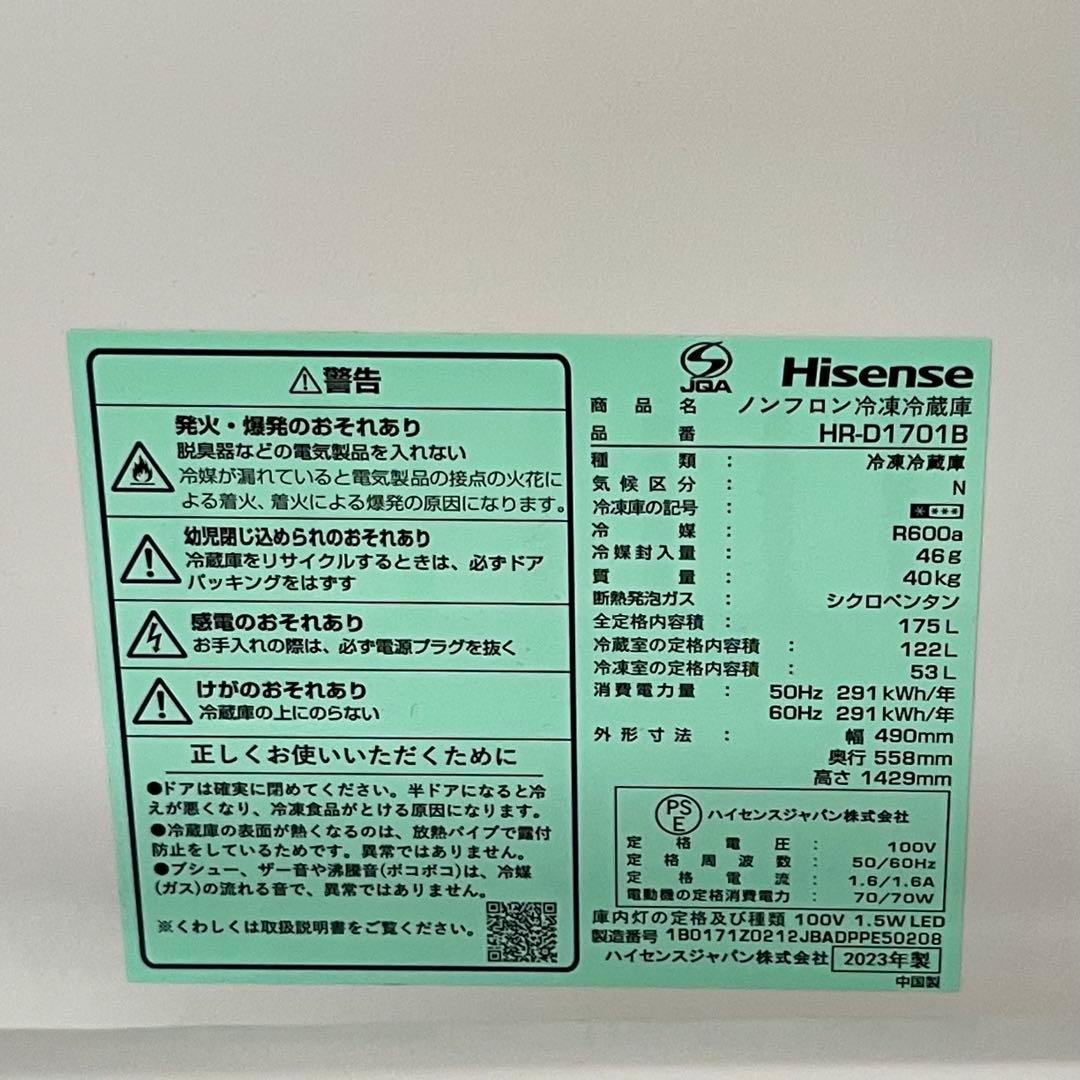 ⚠警告
発火・爆発のおそれあり
脱臭器などの電気製品を入れない
冷媒が漏れていると電気製品の接点の火花に
よる着火、着火による爆発の原因になります。
幼児閉じ込められのおそれあり
冷蔵庫をリサイクルするときは、必ずドア
パッキングをはずす
感電のおそれあり
お手入れの際は、必ず電源プラグを抜く
けがのおそれあり
冷蔵庫の上にのらない
正しくお使いいただくために
●ドアは確実に閉めてください。半ドアになると冷
えが悪くなり、冷凍食品がとける原因になります。
●冷蔵庫の表面が熱くなるのは、放熱パイプで露付
防止をしているためです。異常ではありません。
●プシュー、ザー音や沸騰音(ポコポコ)は、冷媒
(ガス)の流れる音で、異常ではありません。
※くわしくは取扱説明書をご覧ください。
JQA
Hisense
商品名 ノンフロン冷凍冷蔵庫
品番 HR-D1701B
種類 : 冷凍冷蔵庫
気候区分 : N
冷凍庫の記号 : * ***
冷媒 : R600a
冷媒封入量 : 46g
質量 : 40kg
断熱発泡ガス : シクロペンタン
全定格内容積 : 175L
冷蔵室の定格内容積 : 122L
冷凍室の定格内容積 : 53L
消費電力量 : 50Hz 291kWh/年
60Hz 291kWh/年
外形寸法 : 幅 490mm
奥行 558mm
高さ 1429mm
PSE ハイセンスジャパン株式会社
定格電圧 : 100V
定格周波数 : 50/60Hz
定格電流 : 1.6/1.6A
電動機の定格消費電力 : 70/70W
庫内灯の定格及び種類 100V 1.5W LED
製造番号 1B0171Z0212JBADPPE50208
ハイセンスジャパン株式会社 2023年製
中国製